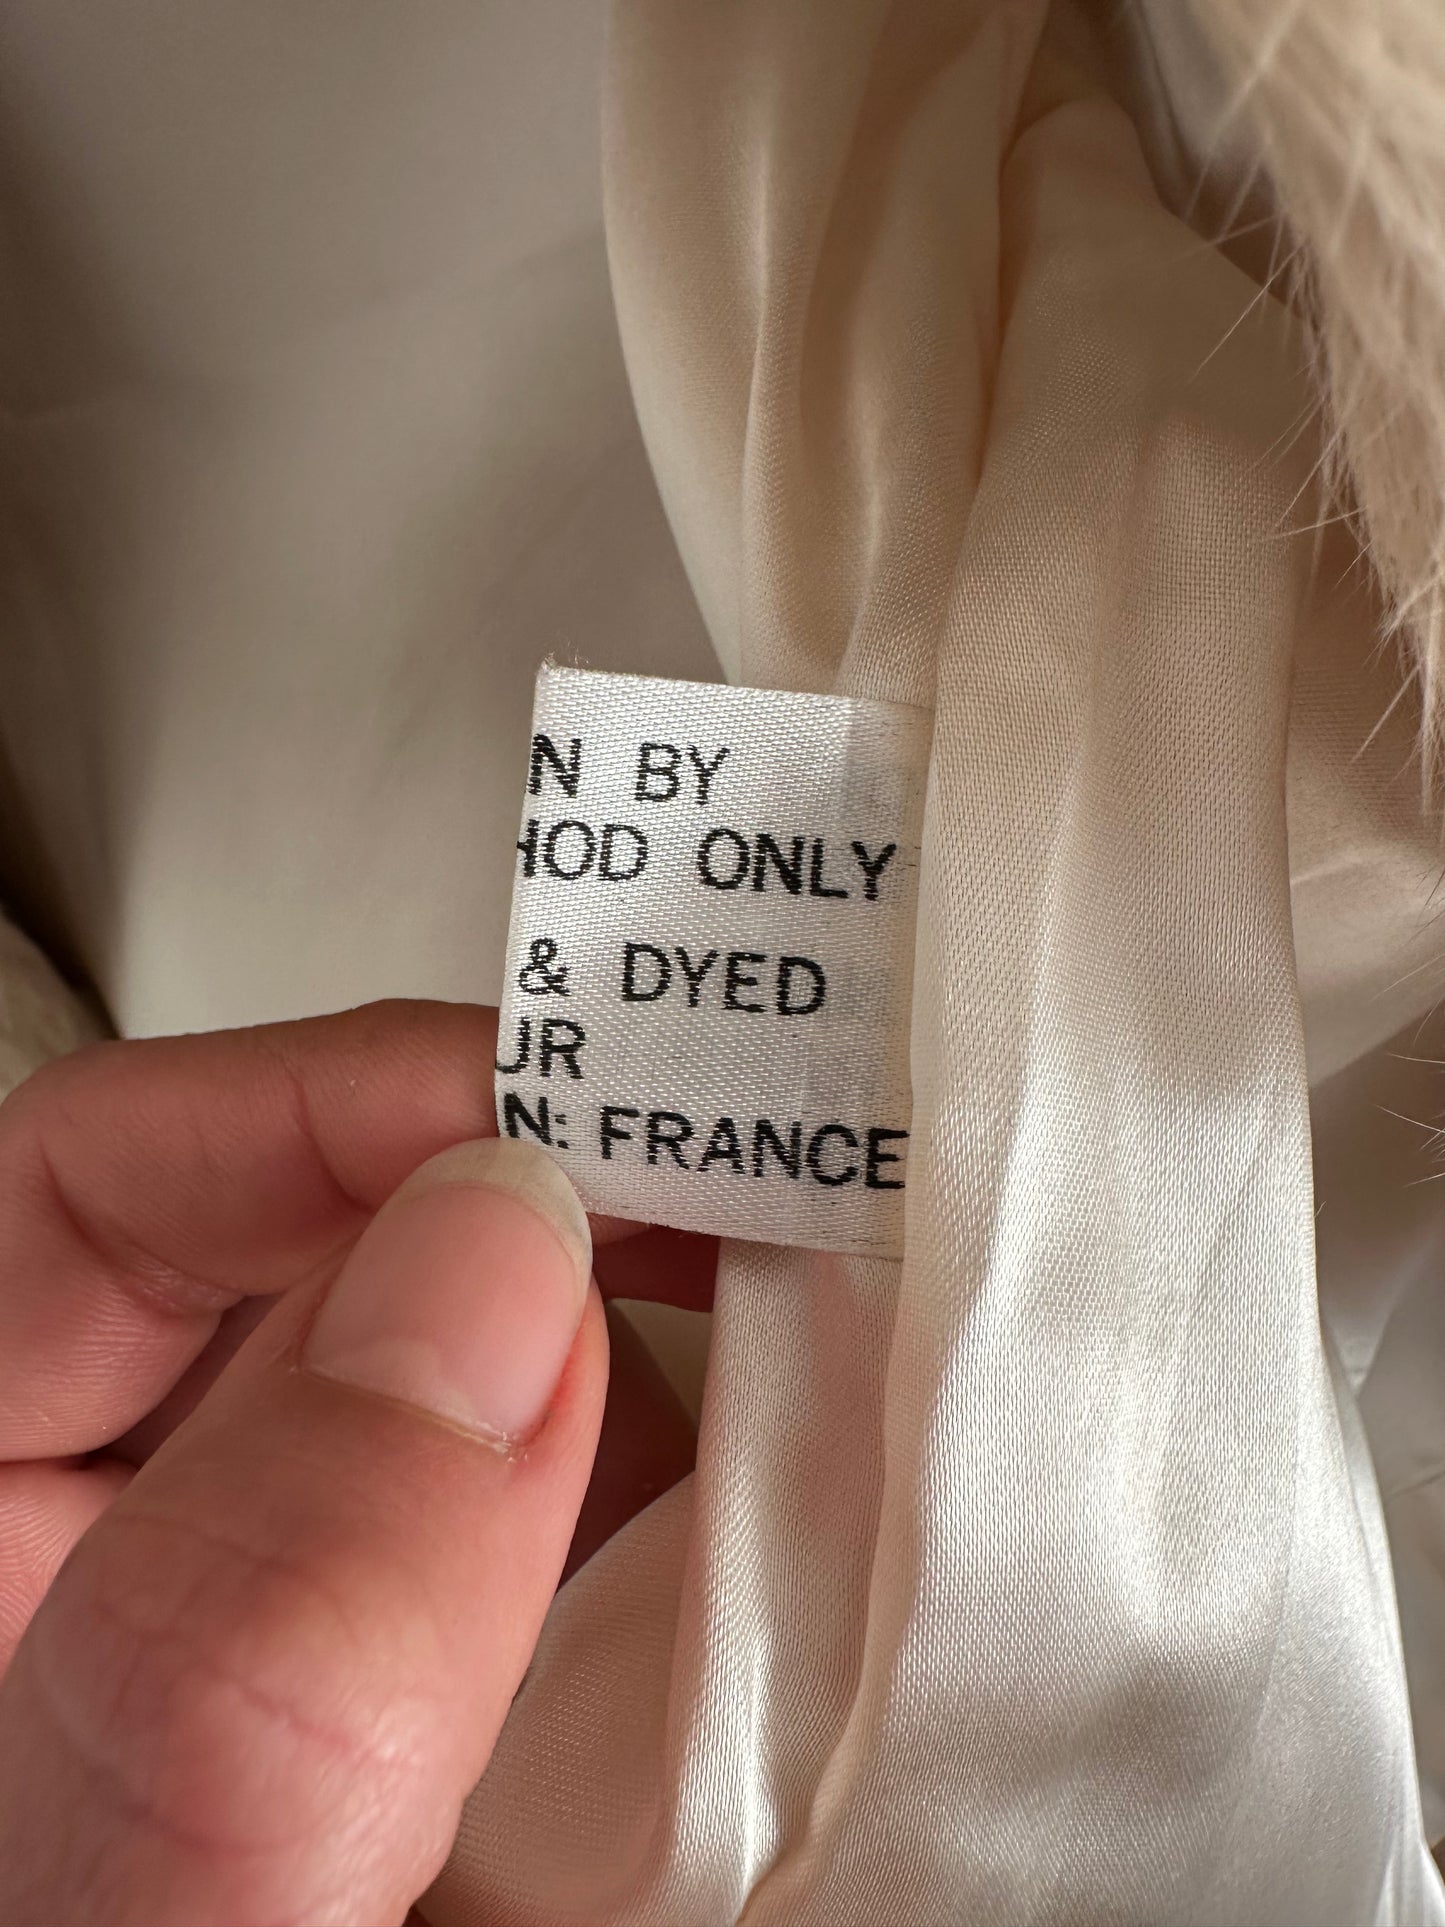 N BY
HOD ONLY
& DYED
UR
N: FRANCE